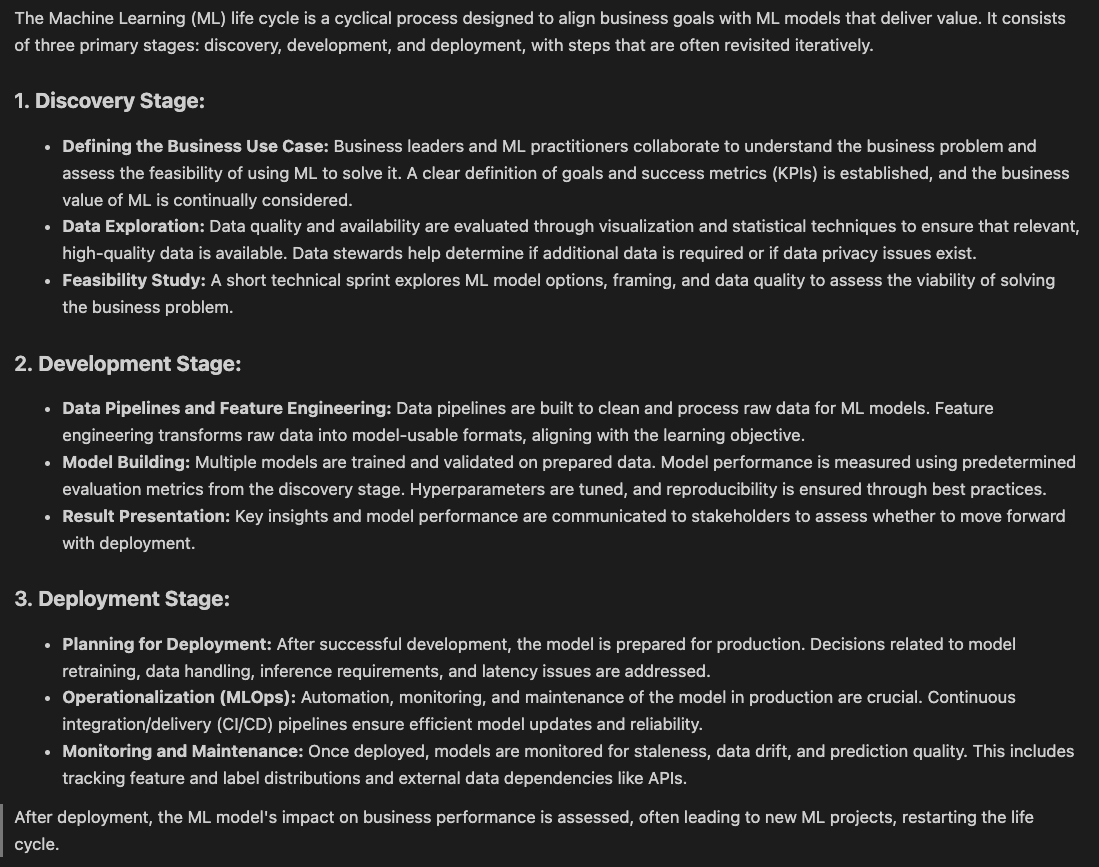 The Machine Learning (ML) life cycle is a cyclical process designed to align business goals with ML models that deliver value. It consists
of three primary stages: discovery, development, and deployment, with steps that are often revisited iteratively.
1. Discovery Stage:
• Defining the Business Use Case: Business leaders and ML practitioners collaborate to understand the business problem and
assess the feasibility of using ML to solve it. A clear definition of goals and success metrics (KPIs) is established, and the business
value of ML is continually considered.
• Data Exploration: Data quality and availability are evaluated through visualization and statistical techniques to ensure that relevant,
high-quality data is available. Data stewards help determine if additional data is required or if data privacy issues exist.
• Feasibility Study: A short technical sprint explores ML model options, framing, and data quality to assess the viability of solving
the business problem.
2. Development Stage:
• Data Pipelines and Feature Engineering: Data pipelines are built to clean and process raw data for ML models. Feature
engineering transforms raw data into model-usable formats, aligning with the learning objective.
• Model Building: Multiple models are trained and validated on prepared data. Model performance is measured using predetermined
evaluation metrics from the discovery stage. Hyperparameters are tuned, and reproducibility is ensured through best practices.
• Result Presentation: Key insights and model performance are communicated to stakeholders to assess whether to move forward
with deployment.
3. Deployment Stage:
• Planning for Deployment: After successful development, the model is prepared for production. Decisions related to model
retraining, data handling, inference requirements, and latency issues are addressed.
• Operationalization (MLOps): Automation, monitoring, and maintenance of the model in production are crucial. Continuous
integration/delivery (CI/CD) pipelines ensure efficient model updates and reliability.
• Monitoring and Maintenance: Once deployed, models are monitored for staleness, data drift, and prediction quality. This includes
tracking feature and label distributions and external data dependencies like APIs.
After deployment, the ML model's impact on business performance is assessed, often leading to new ML projects, restarting the life
cycle.